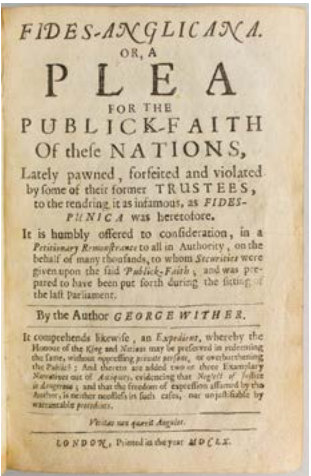 FIDES-ANGLICANA.
OR, A
PLEA
FOR THE
PUBLICK-FAITH
Of these NATIONS,
Lately pawned, forfeited and violated
by some of their former TRUSTEES,
to the rendring it as infamous, as FIDES-
PUNICA was heretofore.
It is humbly offered to consideration, in a
Petitionary Remonstrance to all in Authority, on the
behalf of many thousands, to whom Securities were
given upon the said Publick-Faith; and was pre-
pared to have been put forth during the sitting of
the last Parliament.
By the Author GEORGE WITHER.
It comprehends likewise, an Expedient, whereby the
Honour of the King and Nations may be preserved in redeeming
the same, without oppressing private persons, or overburthening
the Publick: And thereto are added two or three Exemplary
Narratives out of Antiquity, evidencing that Neglect of Justice
is dangerous; and that the freedom of expression assumed by this
Author, is neither needless in such cases, nor unjustifiable by
warrantable precedents.
Veritas non quærit Angulos.
LONDON, Printed in the year MDCLX.